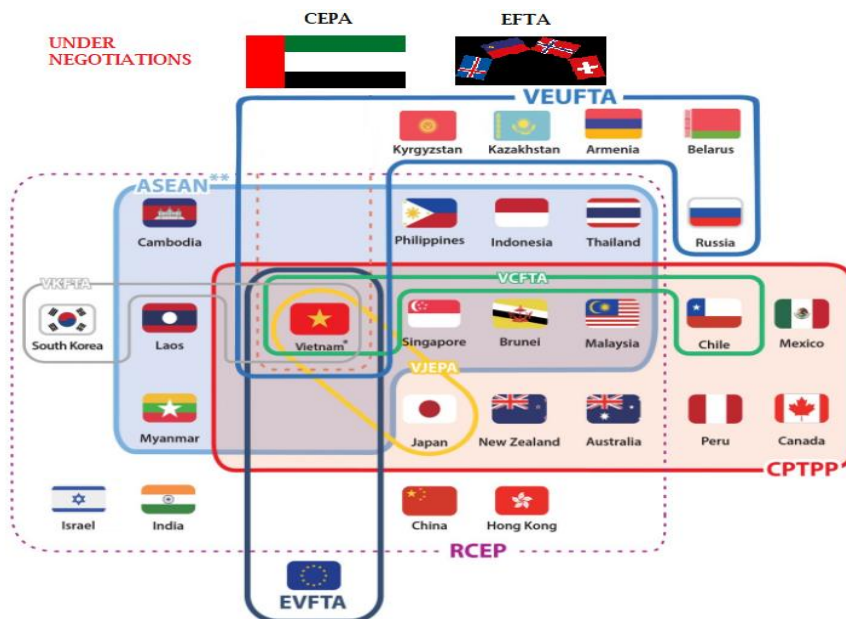 CEPA
EFTA
UNDER
NEGOTIATIONS
VEUFTA
Kyrgyzstan
Kazakhstan
Armenia
Belarus
ASEAN**
Cambodia
Philippines
Indonesia
Thailand
Russia
VKFTA
VCFTA
South Korea
Laos
Vietnam*
Singapore
Brunei
Malaysia
Chile
Mexico
VJEPA
Myanmar
Japan
New Zealand
Australia
Peru
Canada
CPTPP
Israel
India
China
Hong Kong
RCEP
EVFTA